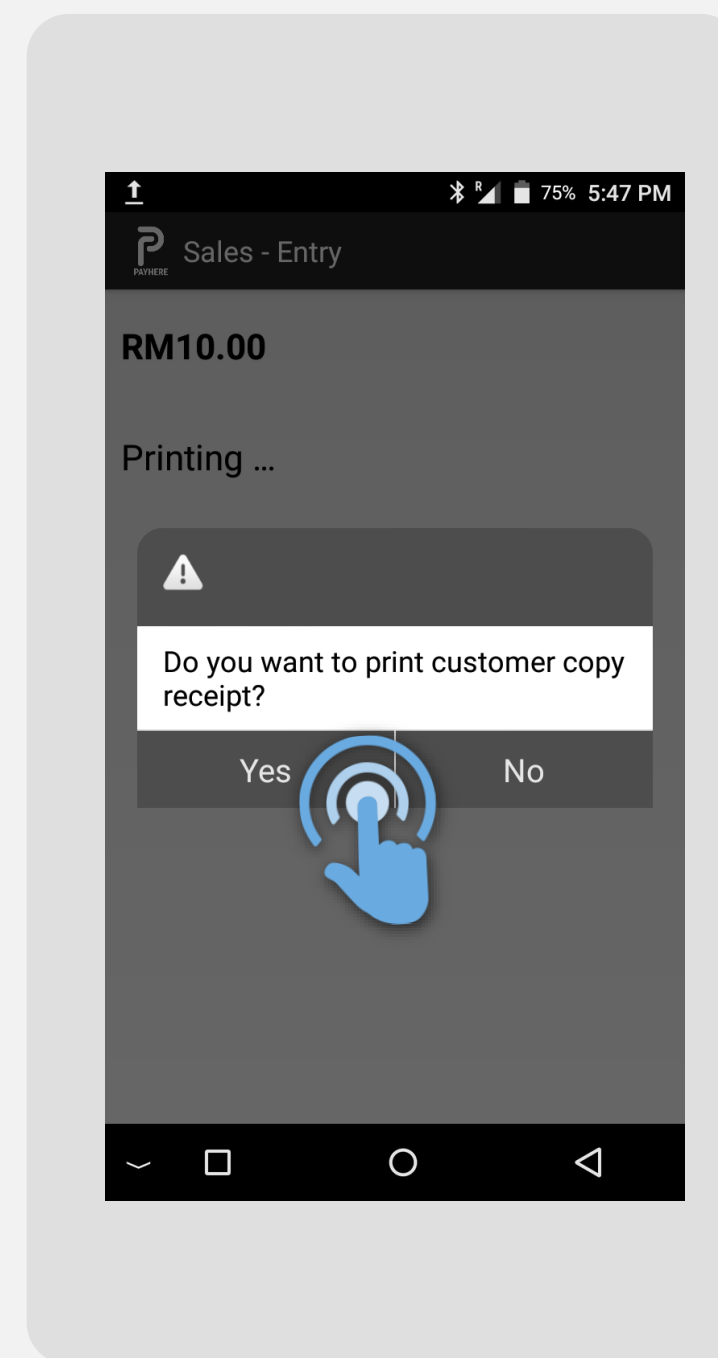 R 75% 5:47 PM
PAYHERE
Sales - Entry
RM10.00
Printing ...
Do you want to print customer copy
receipt?
Yes No